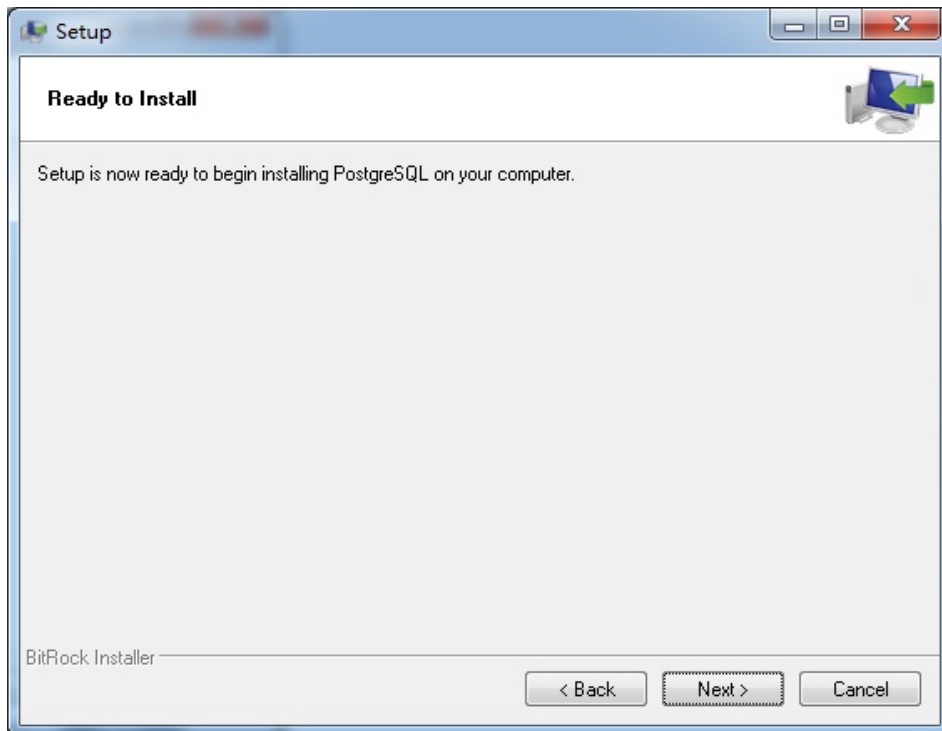 Setup
Ready to Install
Setup is now ready to begin installing PostgreSQL on your computer.
BitRock Installer
< Back
Next >
Cancel